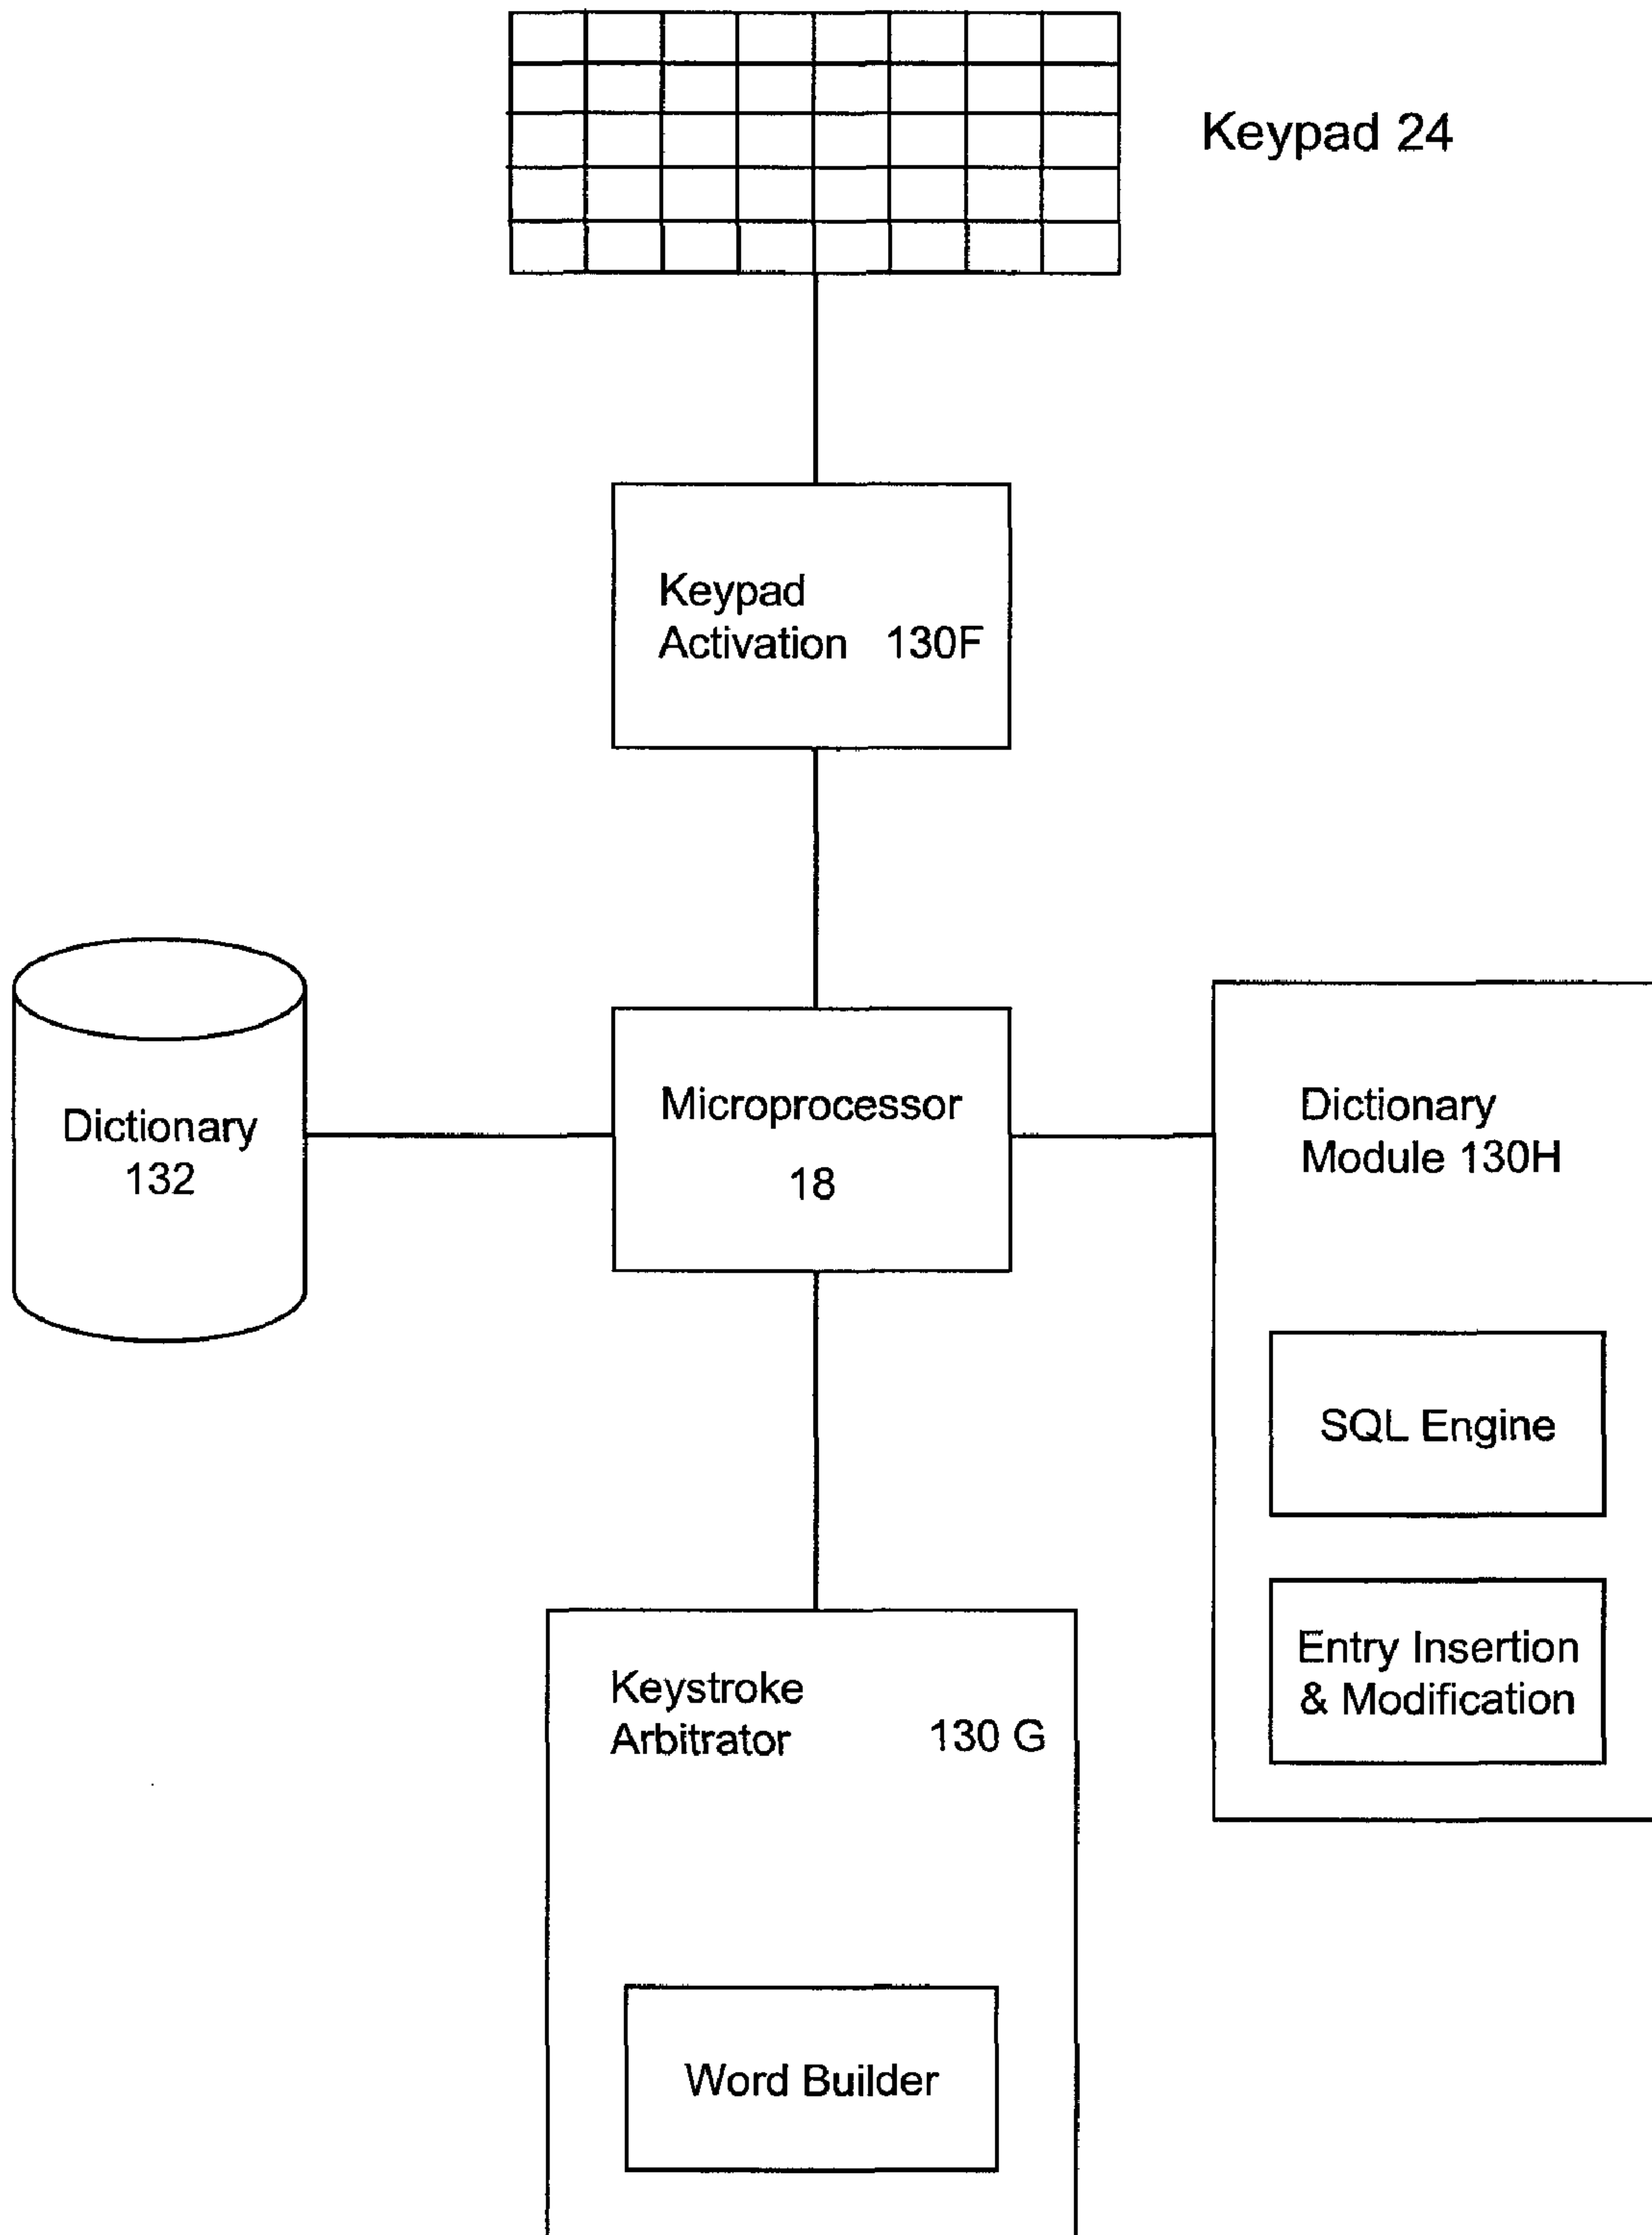 Keypad 24
Keypad
Activation 130F
Dictionary
132
Microprocessor
18
Dictionary
Module 130H
SQL Engine
Entry Insertion
& Modification
Keystroke
Arbitrator 130 G
Word Builder